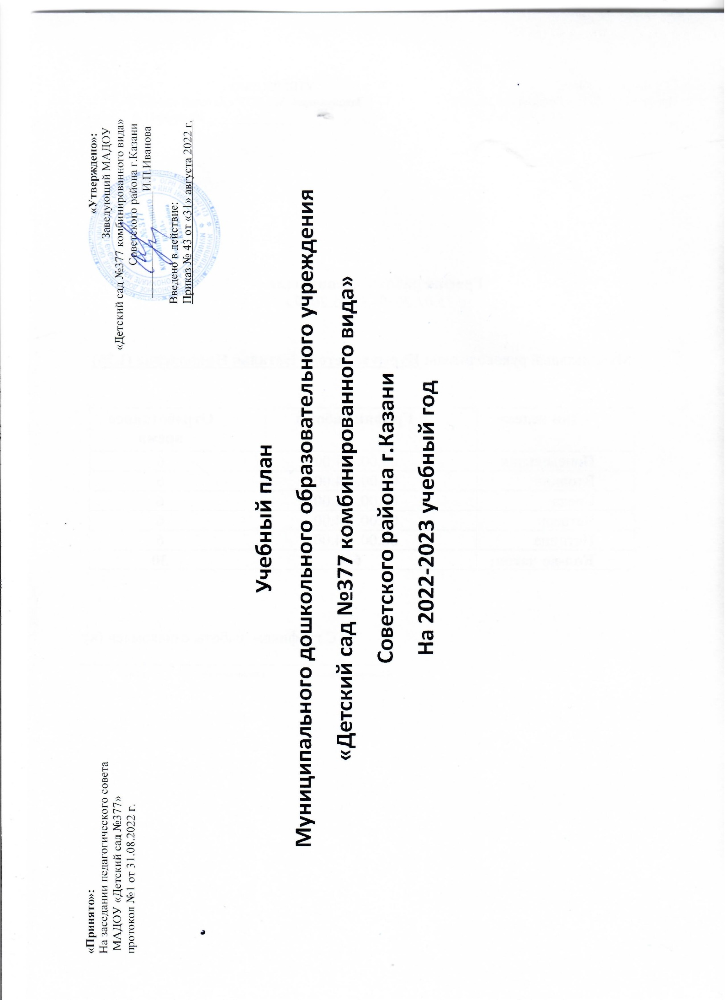 «Принято»:
На заседании педагогического совета
МАДОУ «Детский сад №377»
протокол №1 от 31.08.2022 г.
«Утверждено»:
Заведующий МАДОУ
«Детский сад №377 комбинированного вида»
Советского района г.Казани
И.П.Иванова
Введено в действие:
Приказ № 43 от «31» августа 2022 г.
Учебный план
Муниципального дошкольного образовательного учреждения
«Детский сад №377 комбинированного вида»
Советского района г.Казани
На 2022-2023 учебный год